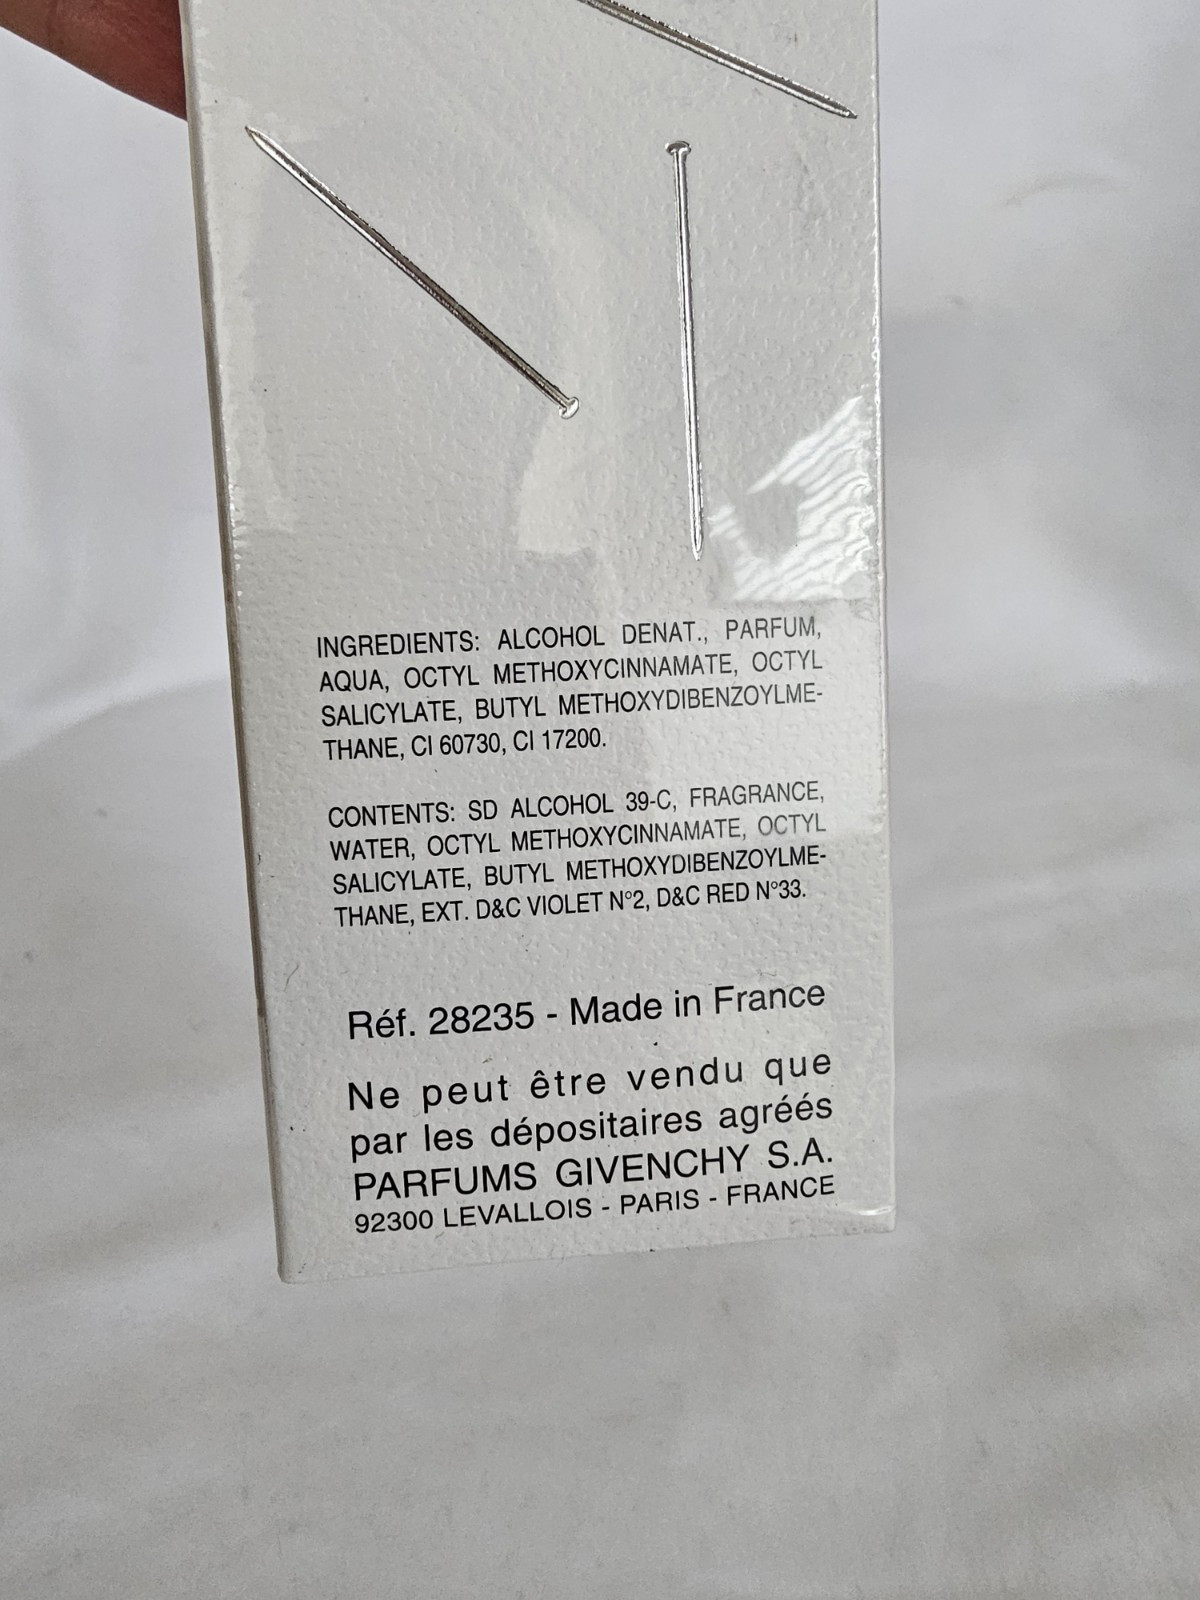 INGREDIENTS: ALCOHOL DENAT., PARFUM,
AQUA, OCTYL METHOXYCINNAMATE, OCTYL
SALICYLATE, BUTYL METHOXYDIBENZOYLME-
THANE, CI 60730, CI 17200.
CONTENTS: SD ALCOHOL 39-C, FRAGRANCE,
WATER, OCTYL METHOXYCINNAMATE, OCTYL
SALICYLATE, BUTYL METHOXYDIBENZOYLME-
THANE, EXT. D&C VIOLET N°2, D&C RED N°33.
Réf. 28235 - Made in France
Ne peut être vendu que
par les dépositaires agréés
PARFUMS GIVENCHY S.A.
92300 LEVALLOIS - PARIS - FRANCE